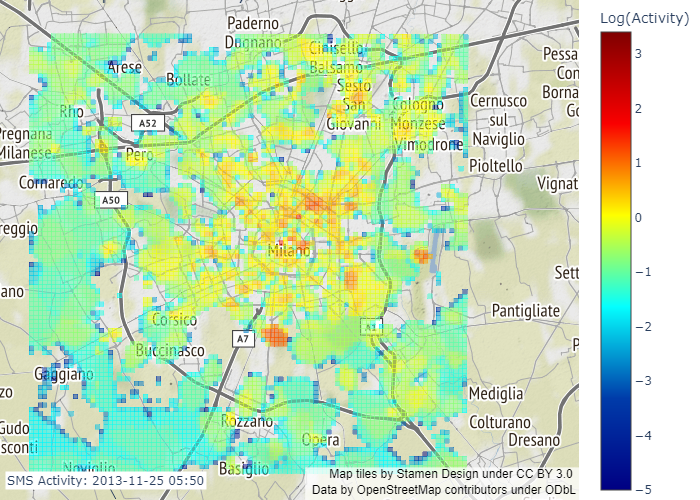 Paderno
Dugnano
Log(Activity)
Cinisello
Balsamo
Arese
Bollate
Sesto
San
Giovanni
Pessa
Con
Borna
Go
Rho
A52
Cologno
Monzese
Cernusco
sul
Naviglio
Pregnana
Milanese
Pero
Vimodrone
Pioltello
Cornaredo
A50
Vignat
reggio
Milano
Sett
ano
Pantigliate
Corsico
A1
A7
P
Buccinasco
Gaggiano
zo
Mediglia
Rozzano
Colturano
Gudo
sconti
Opera
Dresano
Noviglio
Basiglio
SMS Activity: 2013-11-25 05:50
Map tiles by Stamen Design under CC BY 3.0
Data by OpenStreetMap contributors under ODbL
3
2
1
0
−1
−2
−3
−4
−5